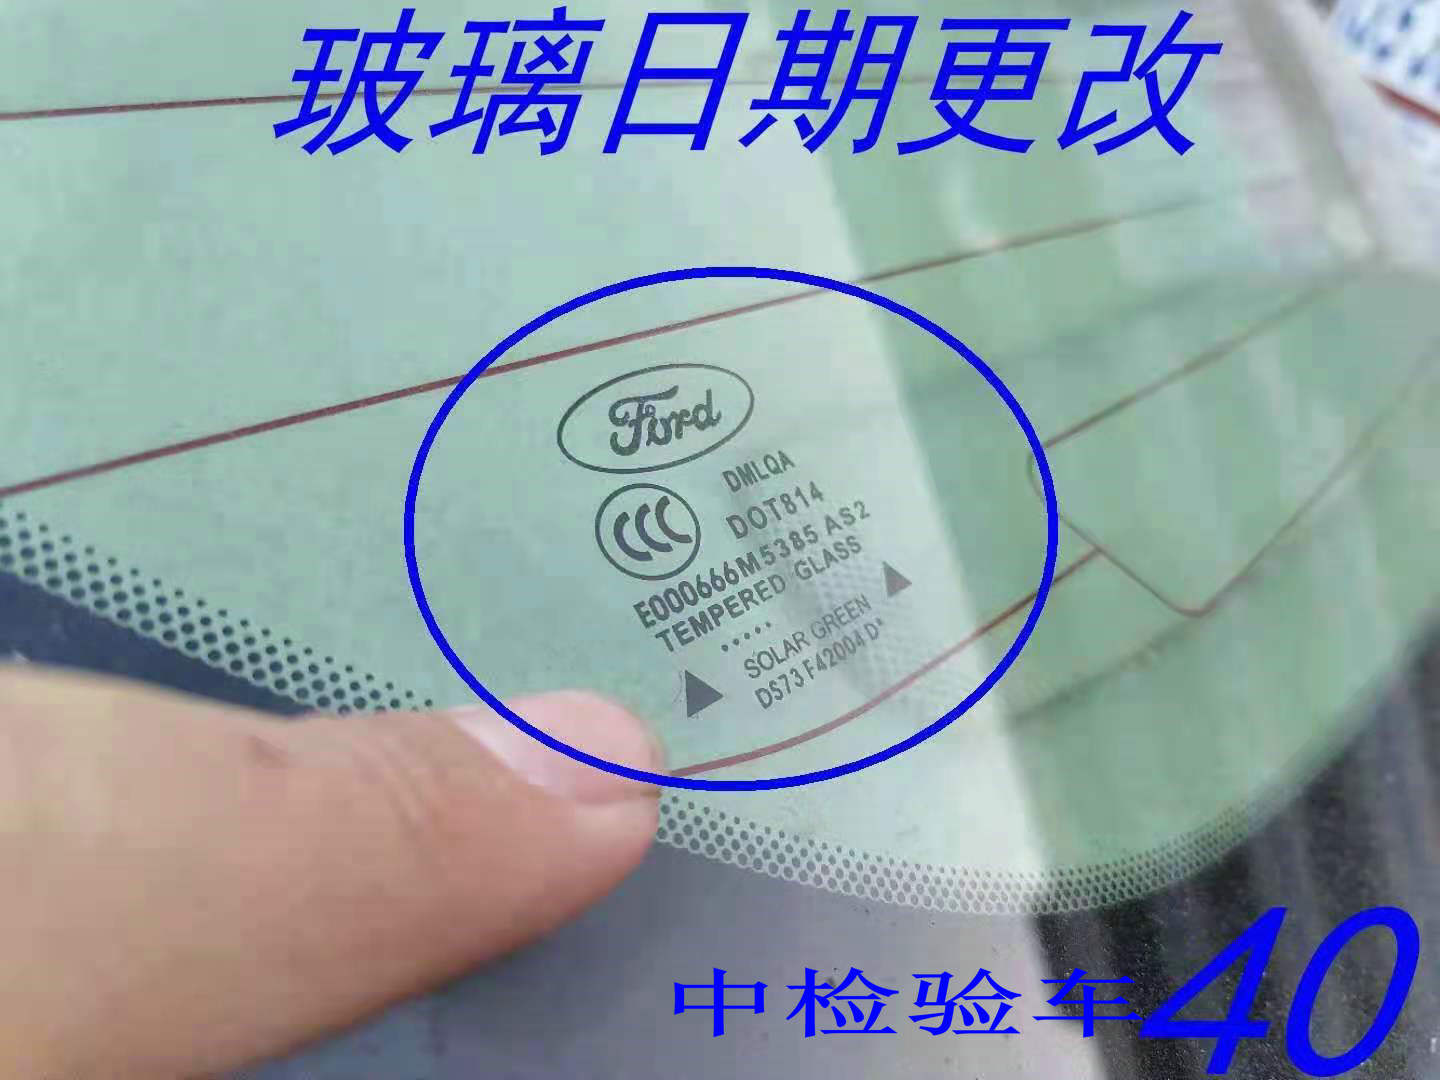 玻璃日期更改
Ford
DMLQA
CCC
DOT814
E000666M5385 AS2
TEMPERED GLASS
.....
SOLAR GREEN
DS73 F42004 D*
中检验车40